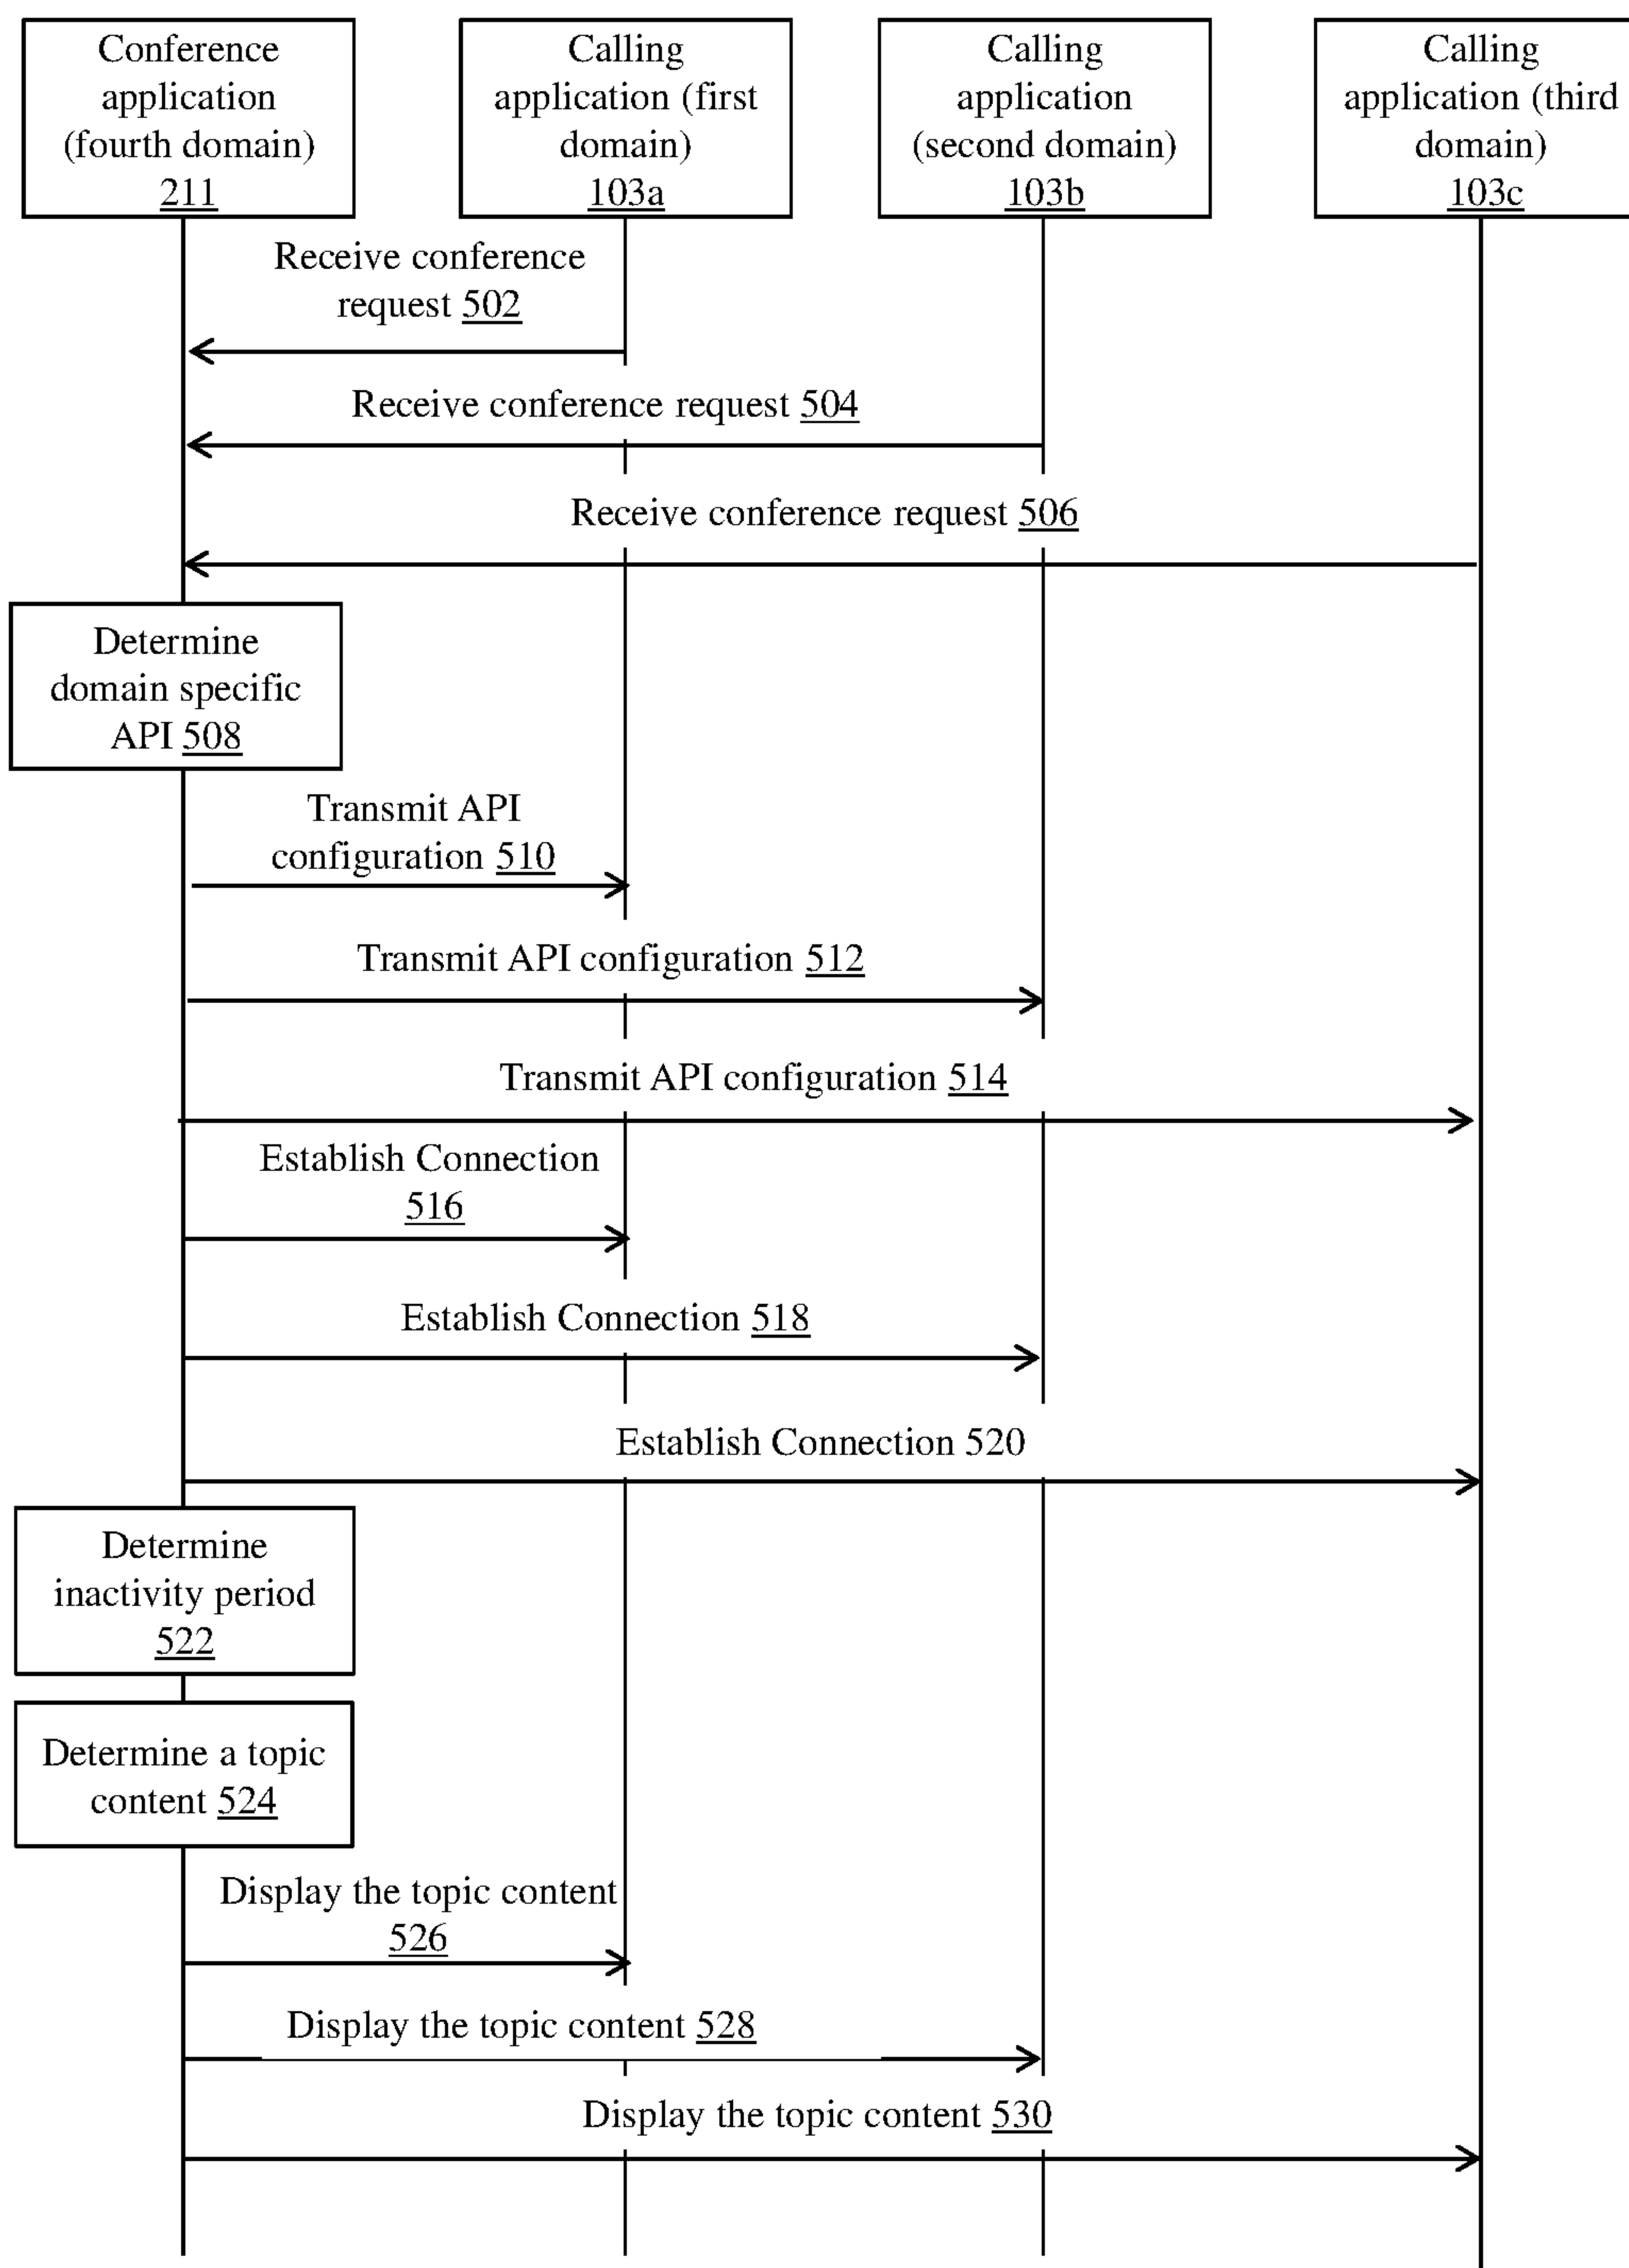 Conference
application
(fourth domain)
211
Calling
application (first
domain)
103a
Calling
application
(second domain)
103b
Calling
application (third
domain)
103c
Receive conference
request 502
Receive conference request 504
Receive conference request 506
Determine
domain specific
API 508
Transmit API
configuration 510
Transmit API configuration 512
Transmit API configuration 514
Establish Connection
516
Establish Connection 518
Establish Connection 520
Determine
inactivity period
522
Determine a topic
content 524
Display the topic content
526
Display the topic content 528
Display the topic content 530